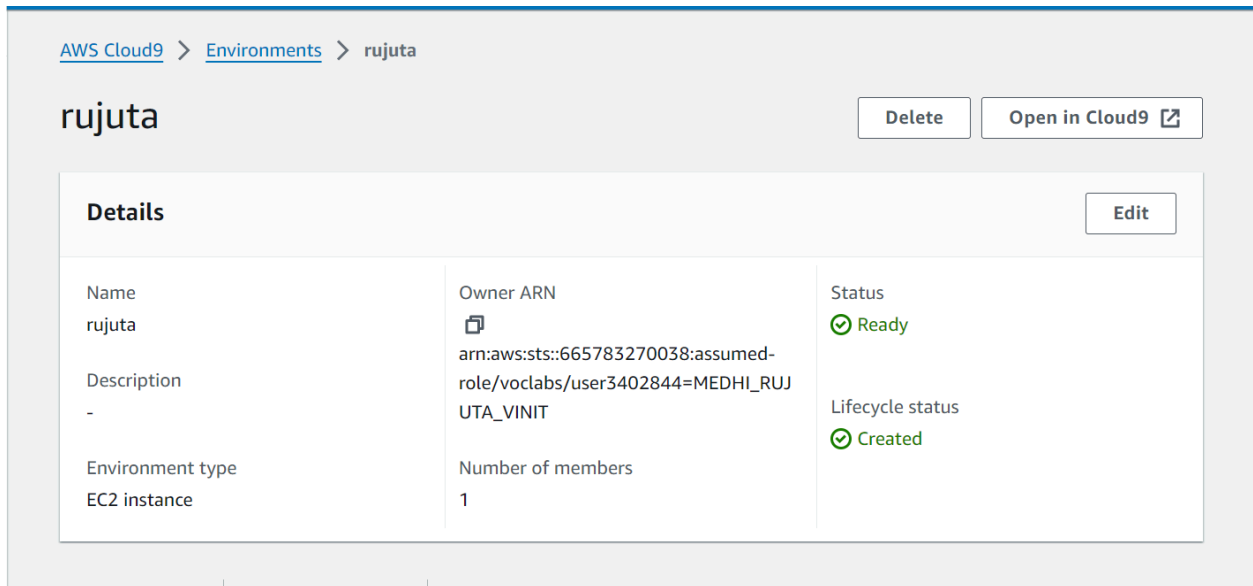 AWS Cloud9 > Environments > rujuta
rujuta
Delete
Open in Cloud9
Details
Edit
Name
rujuta
Description
-
Environment type
EC2 instance
Owner ARN
arn:aws:sts::665783270038:assumed-
role/voclabs/user3402844=MEDHI_RUJ
UTA_VINIT
Number of members
1
Status
Ready
Lifecycle status
Created